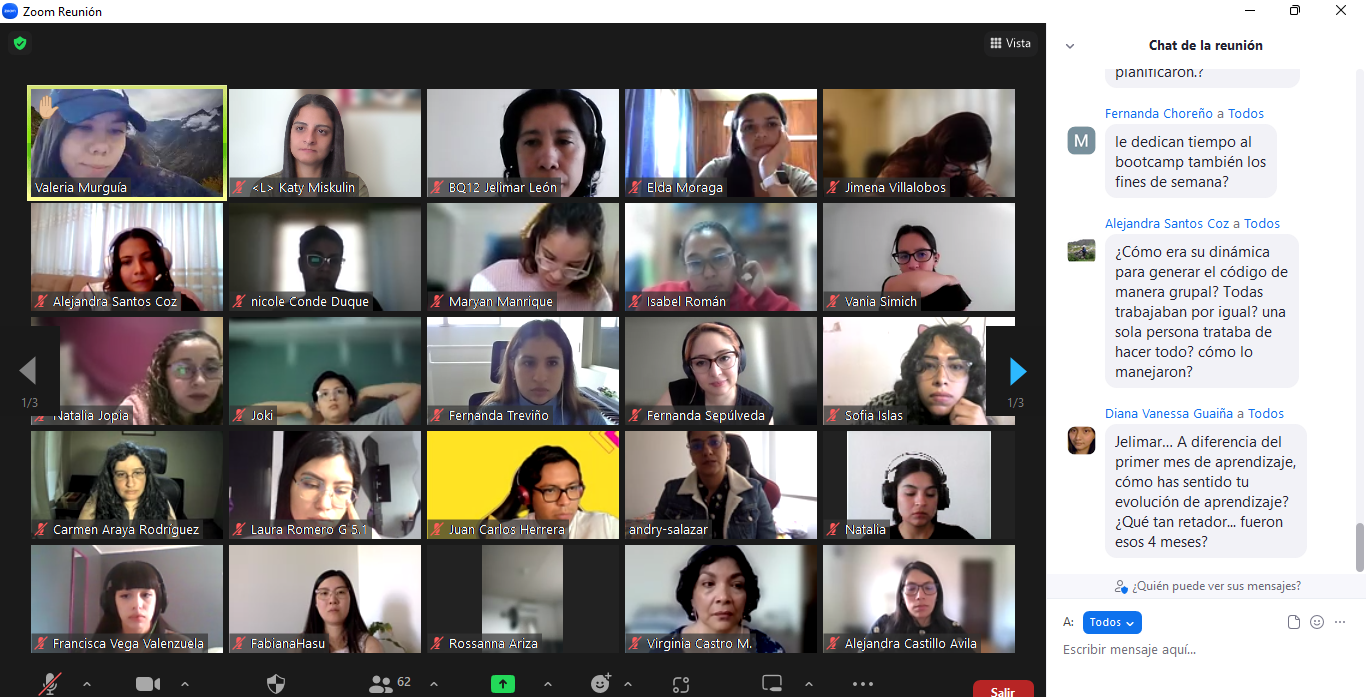 Zoom Reunión
Vista
Valeria Murguía
<L> Katy Miskulin
BQ12 Jelimar León
Elda Moraga
Jimena Villalobos
Alejandra Santos Coz
nicole Conde Duque
Maryan Manrique
Isabel Román
Vania Simich
Natalia Jopia
Joki
Fernanda Treviño
Fernanda Sepúlveda
Sofia Islas
1/3
1/3
Carmen Araya Rodríguez
Laura Romero G 5.1
Juan Carlos Herrera
andry-salazar
Natalia
Francisca Vega Valenzuela
FabianaHasu
Rossanna Ariza
Virginia Castro M.
Alejandra Castillo Avila
62
Salir
Chat de la reunión
planificaron.?
Fernanda Choreño a Todos
M
le dedican tiempo al
bootcamp también los
fines de semana?
Alejandra Santos Coz a Todos
¿Cómo era su dinámica
para generar el código de
manera grupal? Todas
trabajaban por igual? una
sola persona trataba de
hacer todo? cómo lo
manejaron?
Diana Vanessa Guaiña a Todos
Jelimar... A diferencia del
primer mes de aprendizaje,
cómo has sentido tu
evolución de aprendizaje?
¿Qué tan retador... fueron
esos 4 meses?
¿Quién puede ver sus mensajes?
A: Todos
Escribir mensaje aquí...